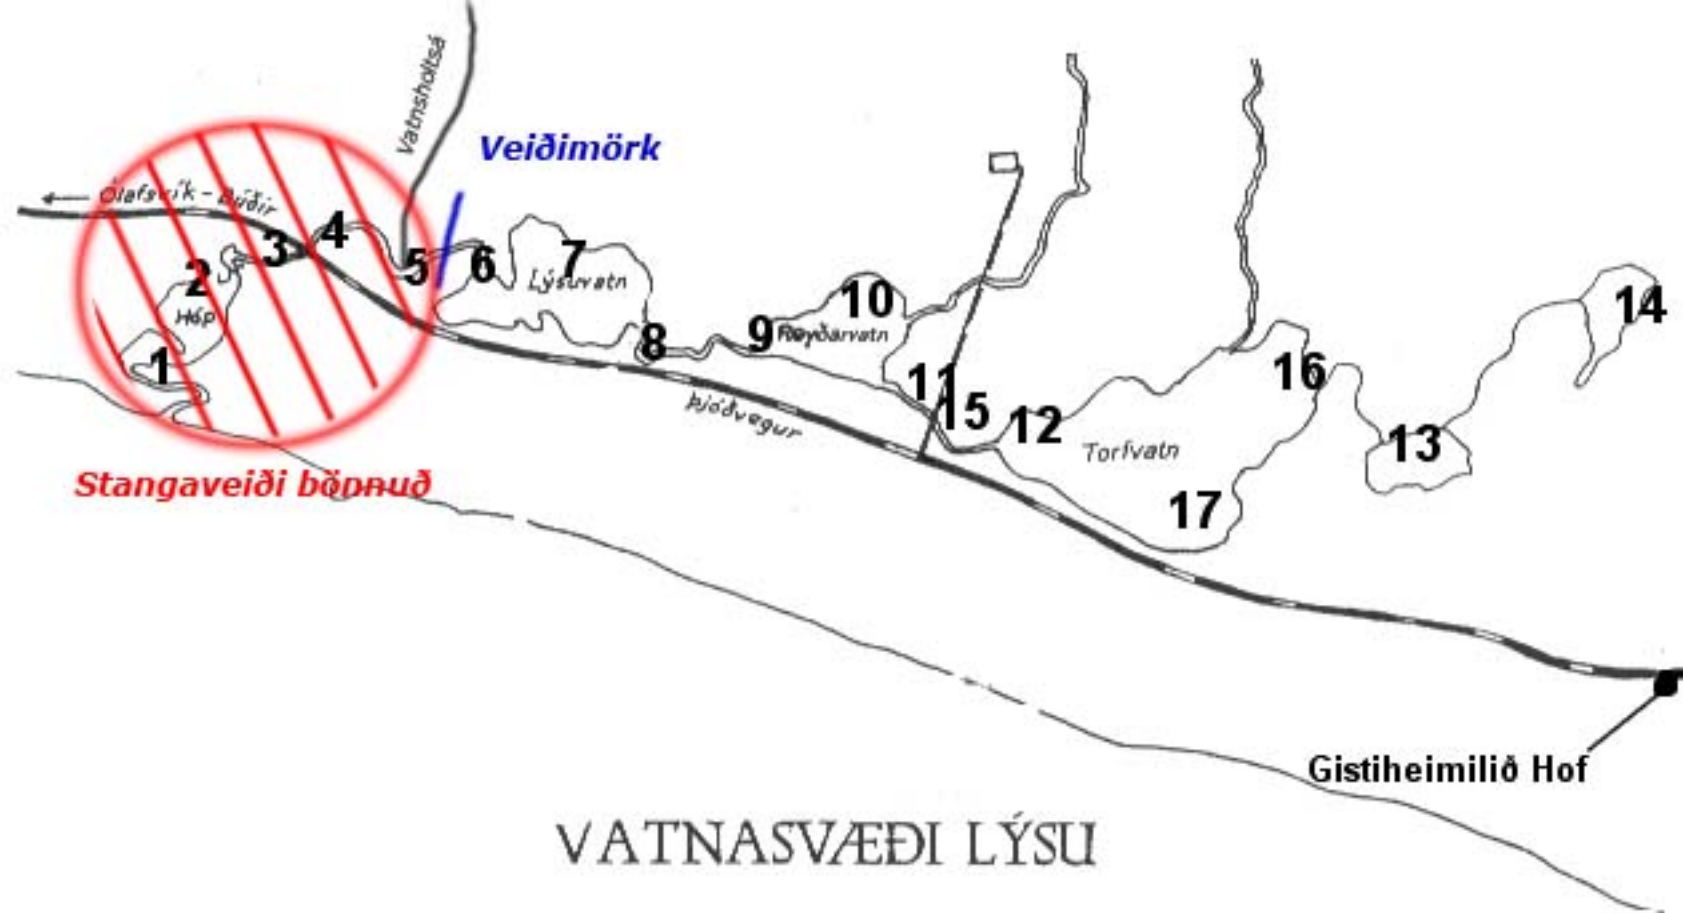 Vatnsholtsá
Veiðimörk
Ólafsvík - Búðir
4
3
5
6
7
2
Lýsuvatn
Hóp
1
8
9
10
Reyðarvatn
11
15
12
Torfvatn
16
13
14
17
Þjóðvegur
Stangaveiði bönnuð
Gistiheimilið Hof
VATNASVÆÐI LÝSU